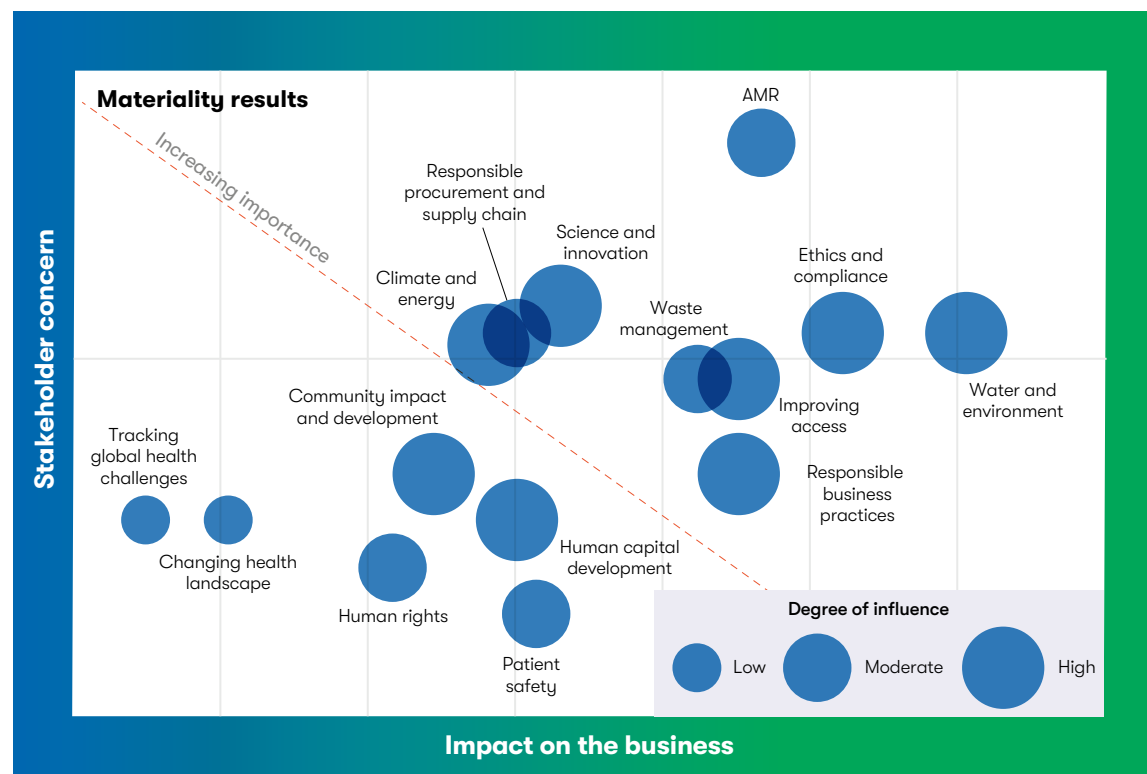 Materiality results
Increasing importance
AMR
Responsible
procurement and
supply chain
Science and
innovation
Climate and
energy
Ethics and
compliance
Waste
management
Water and
environment
Improving
access
Community impact
and development
Tracking
global health
challenges
Responsible
business
practices
Changing health
landscape
Human capital
development
Human rights
Patient
safety
Degree of influence
Low
Moderate
High
Stakeholder concern
Impact on the business